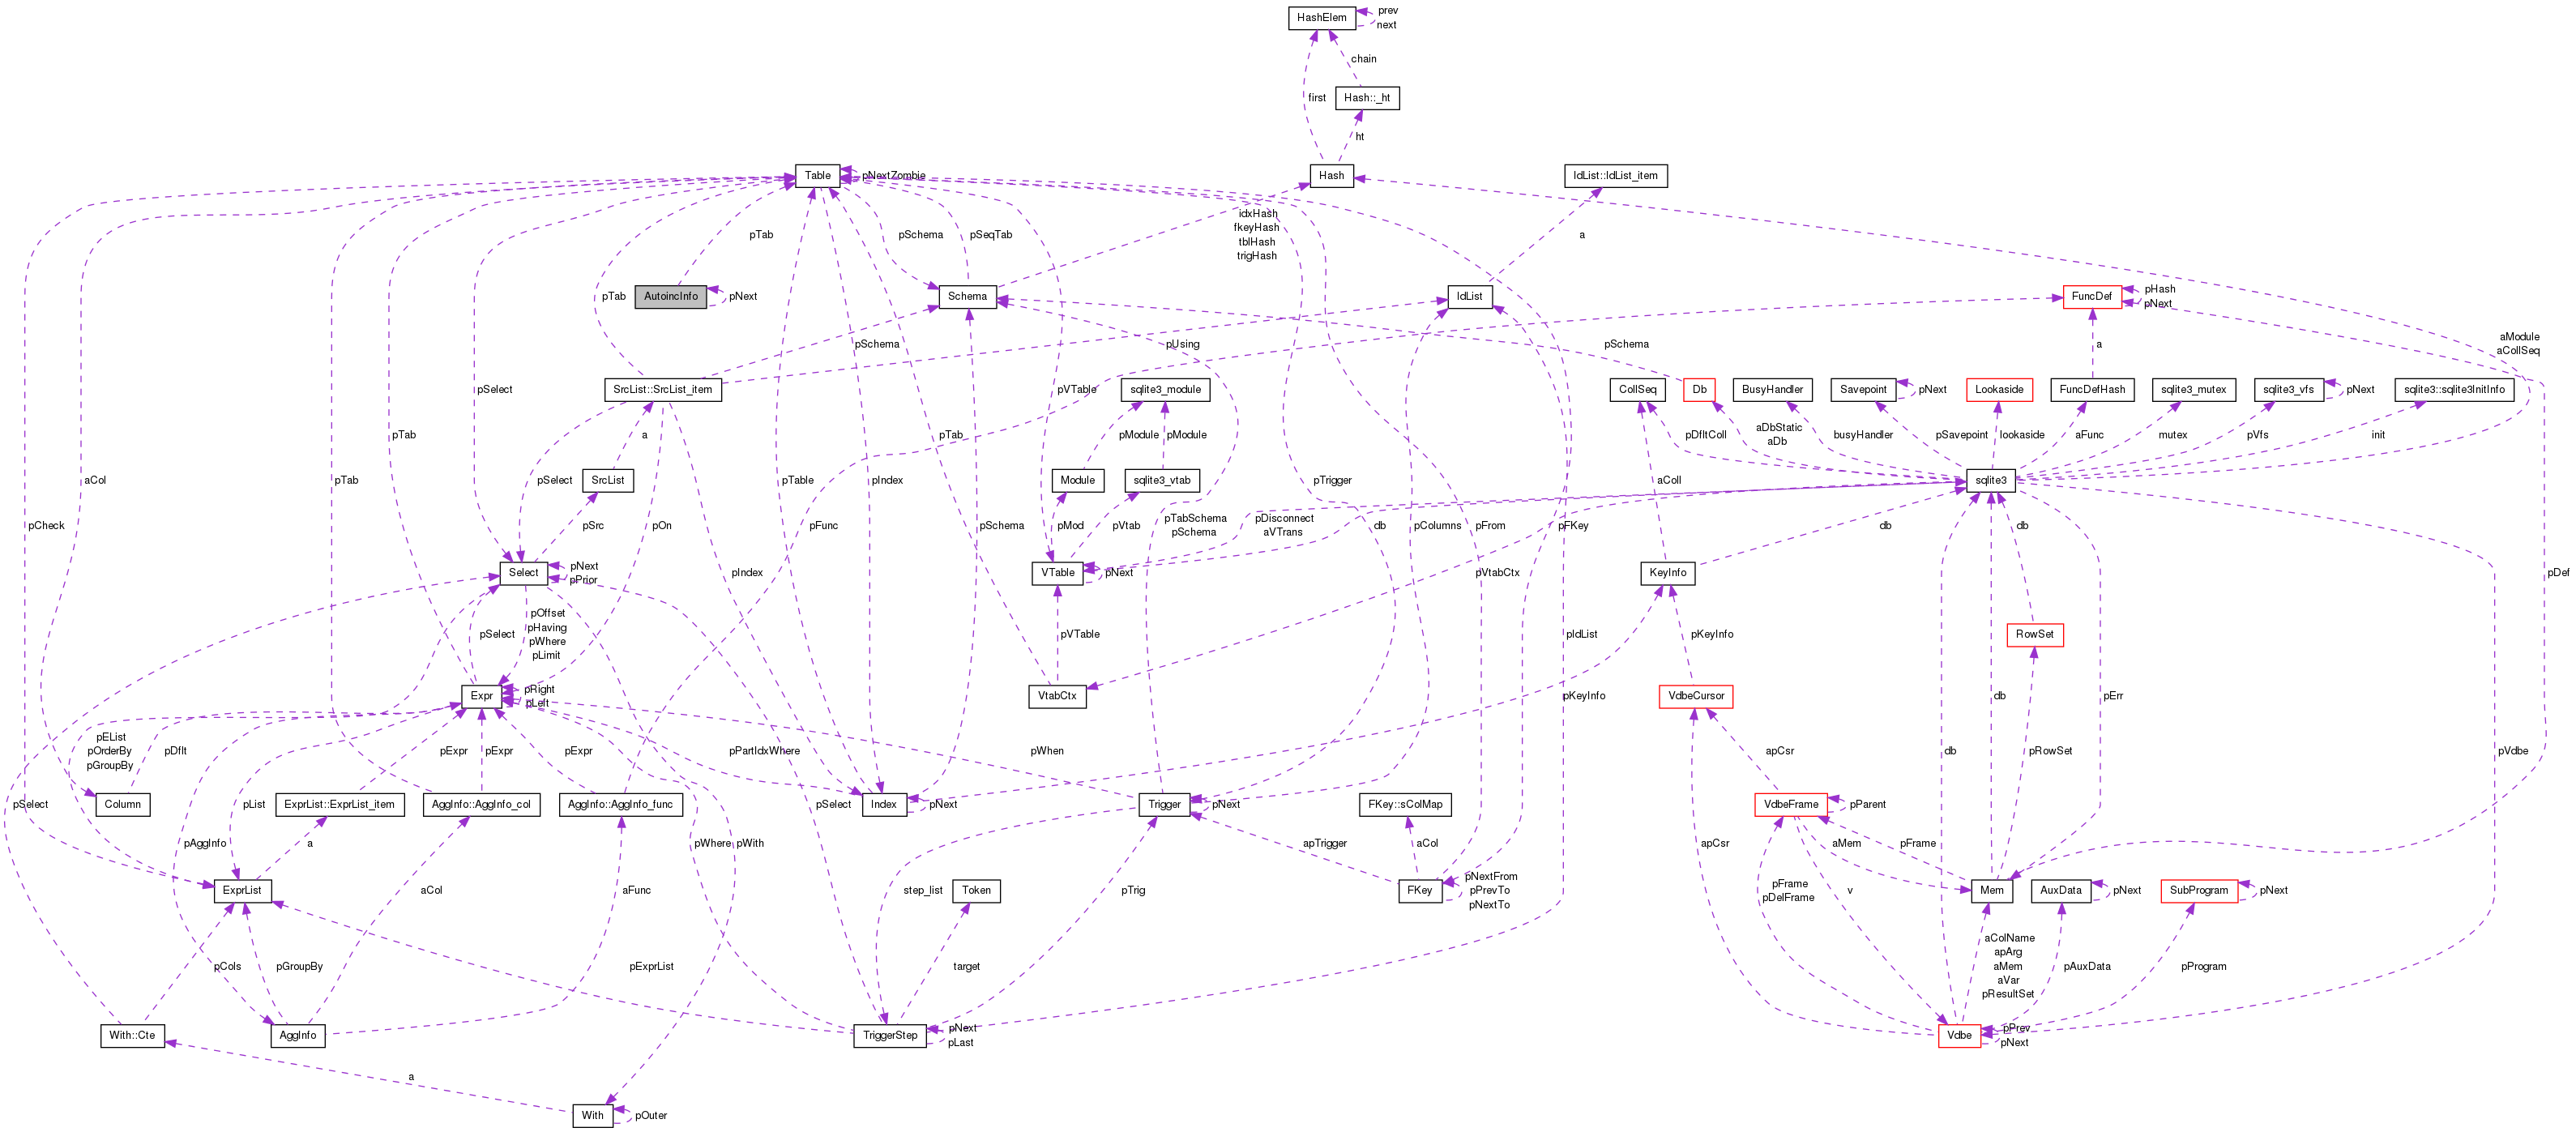 HashElem
prev
next
chain
Hash::_ht
first
ht
Table
pNextZombie
Hash
IdList::IdList_item
pTab
pSchema
pSeqTab
idxHash
fkeyHash
tblHash
trigHash
a
AutoincInfo
pNext
pTab
Schema
IdList
FuncDef
pHash
pNext
pSchema
pUsing
pSchema
a
aModule
aCollSeq
SrcList::SrcList_item
pSelect
pVTable
sqlite3_module
CollSeq
Db
BusyHandler
Savepoint
pNext
Lookaside
FuncDefHash
sqlite3_mutex
sqlite3_vfs
pNext
sqlite3::sqlite3InitInfo
pTab
a
pTab
pModule
pModule
pDfltColl
aDbStatic
aDb
busyHandler
pSavepoint
lookaside
aFunc
mutex
pVfs
init
aCol
pTab
pSelect
SrcList
pTable
pIndex
Module
sqlite3_vtab
pTrigger
aColl
sqlite3
pCheck
pSrc
pOn
pFunc
pSchema
pMod
pVtab
pTabSchema
pSchema
pDisconnect
aVTrans
db
pColumns
pFrom
pFKey
db
db
Select
pNext
pPrior
pIndex
VTable
pNext
pVtabCtx
KeyInfo
pDef
pSelect
pOffset
pHaving
pWhere
pLimit
pVTable
pIdList
pKeyInfo
RowSet
Expr
pRight
pLeft
VtabCtx
pKeyInfo
VdbeCursor
db
pErr
pEList
pOrderBy
pGroupBy
pDflt
pExpr
pExpr
pExpr
pPartIdxWhere
pWhen
apCsr
db
pRowSet
pVdbe
pSelect
Column
pList
ExprList::ExprList_item
AggInfo::AggInfo_col
AggInfo::AggInfo_func
pSelect
Index
pNext
Trigger
pNext
FKey::sColMap
VdbeFrame
pParent
pAggInfo
a
pWhere
pWith
apTrigger
aCol
apCsr
aMem
pFrame
ExprList
aCol
aFunc
step_list
Token
pTrig
FKey
pNextFrom
pPrevTo
pNextTo
pFrame
pDelFrame
v
Mem
AuxData
pNext
SubProgram
pNext
pCols
pGroupBy
pExprList
target
aColName
apArg
aMem
aVar
pResultSet
pAuxData
pProgram
With::Cte
AggInfo
TriggerStep
pNext
pLast
Vdbe
pPrev
pNext
a
With
pOuter